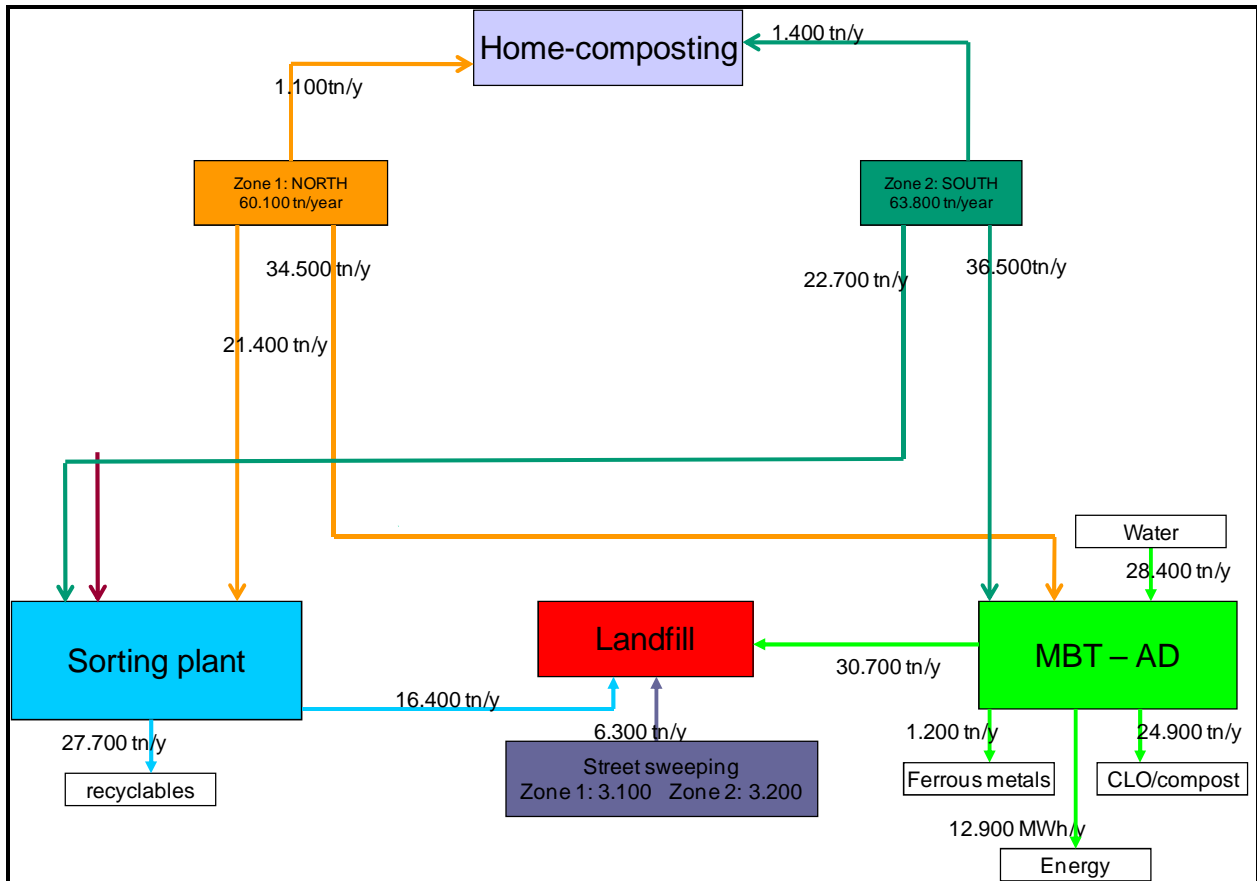 Home-composting
1.400 tn/y
1.100tn/y
Zone 1: NORTH
60.100 tn/year
Zone 2: SOUTH
63.800 tn/year
34.500 tn/y
22.700 tn/y
36.500tn/y
21.400 tn/y
Water
28.400 tn/y
Sorting plant
Landfill
MBT – AD
30.700 tn/y
16.400 tn/y
27.700 tn/y
6.300 tn/y
1.200 tn/y
24.900 tn/y
recyclables
Street sweeping
Zone 1: 3.100 Zone 2: 3.200
Ferrous metals
CLO/compost
12.900 MWh/y
Energy